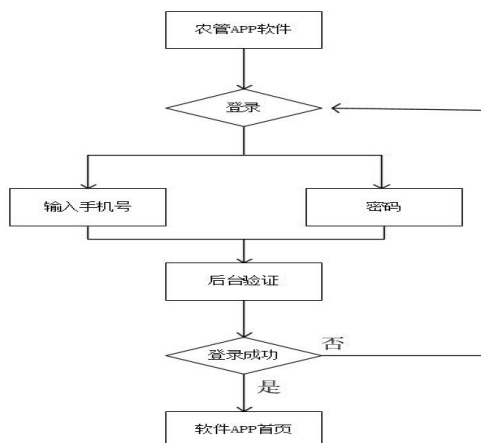 农管APP软件
登录
输入手机号
密码
后台验证
登录成功
否
是
软件APP首页